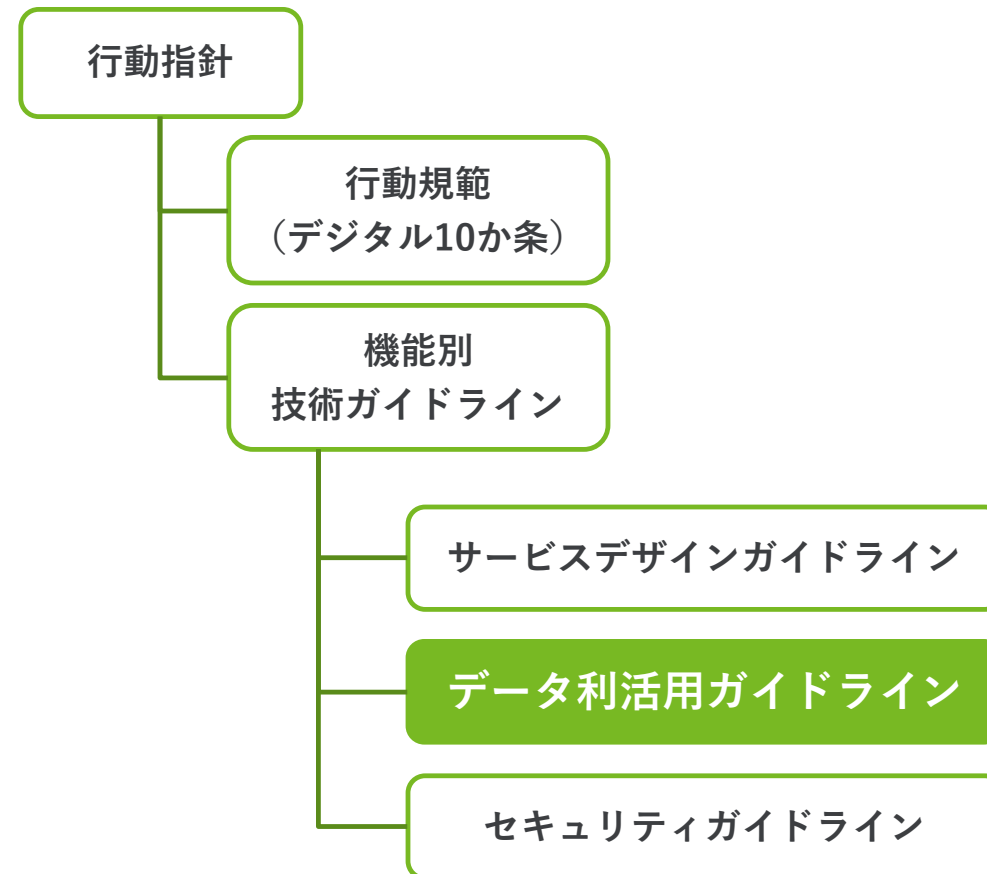 行動指針
行動規範
（デジタル10か条）
機能別
技術ガイドライン
サービスデザインガイドライン
データ利活用ガイドライン
セキュリティガイドライン